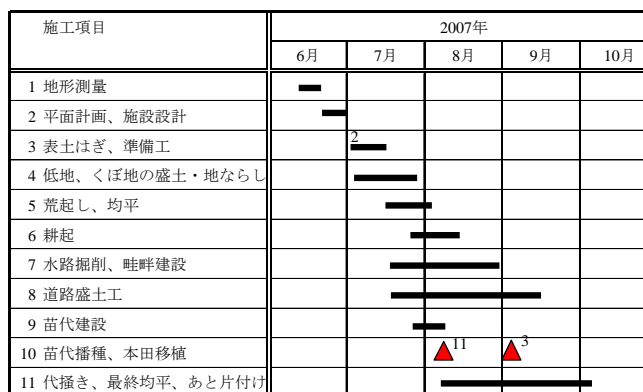 施工項目
2007年
6月 7月 8月 9月 10月
1 地形測量
2 平面計画、施設設計
2
3 表土はぎ、準備工
4 低地、くぼ地の盛土・地ならし
5 荒起し、均平
6 耕起
7 水路掘削、畦畔建設
8 道路盛土工
9 苗代建設
10 苗代播種、本田移植 11 3
11 代掻き、最終均平、あと片付け